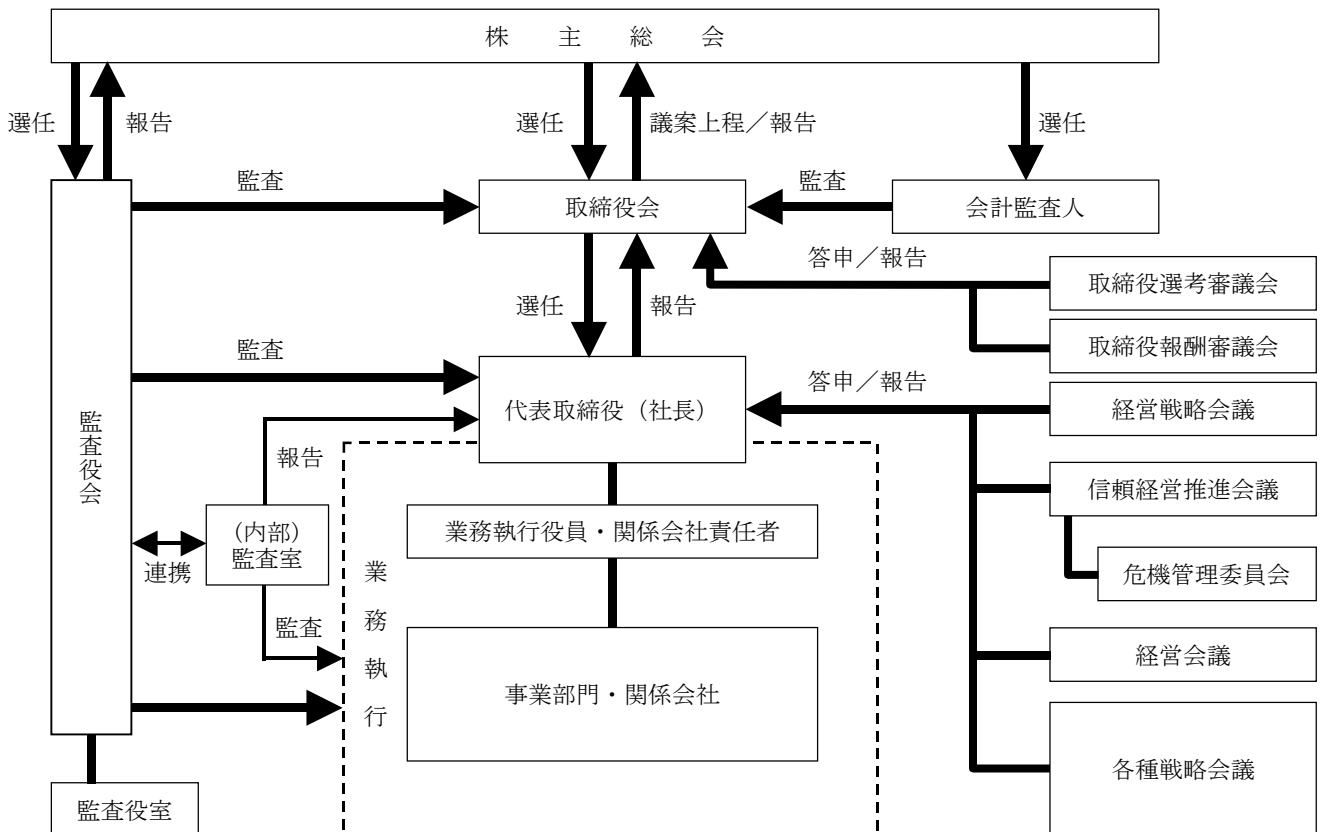 株主総会
選任
報告
選任
議案上程／報告
選任
監査
取締役会
監査
会計監査人
答申／報告
取締役選考審議会
選任
報告
取締役報酬審議会
監査
代表取締役（社長）
答申／報告
経営戦略会議
監査役会
報告
信頼経営推進会議
（内部）
監査室
業務執行役員・関係会社責任者
連携
危機管理委員会
業務執行
監査
経営会議
事業部門・関係会社
各種戦略会議
監査役室